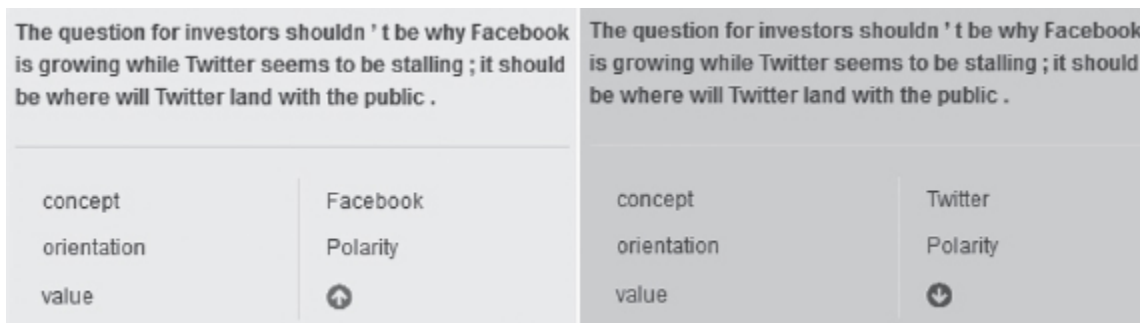 The question for investors shouldn ’ t be why Facebook
is growing while Twitter seems to be stalling ; it should
be where will Twitter land with the public .
concept Facebook
orientation Polarity
value
The question for investors shouldn ’ t be why Facebook
is growing while Twitter seems to be stalling ; it should
be where will Twitter land with the public .
concept Twitter
orientation Polarity
value